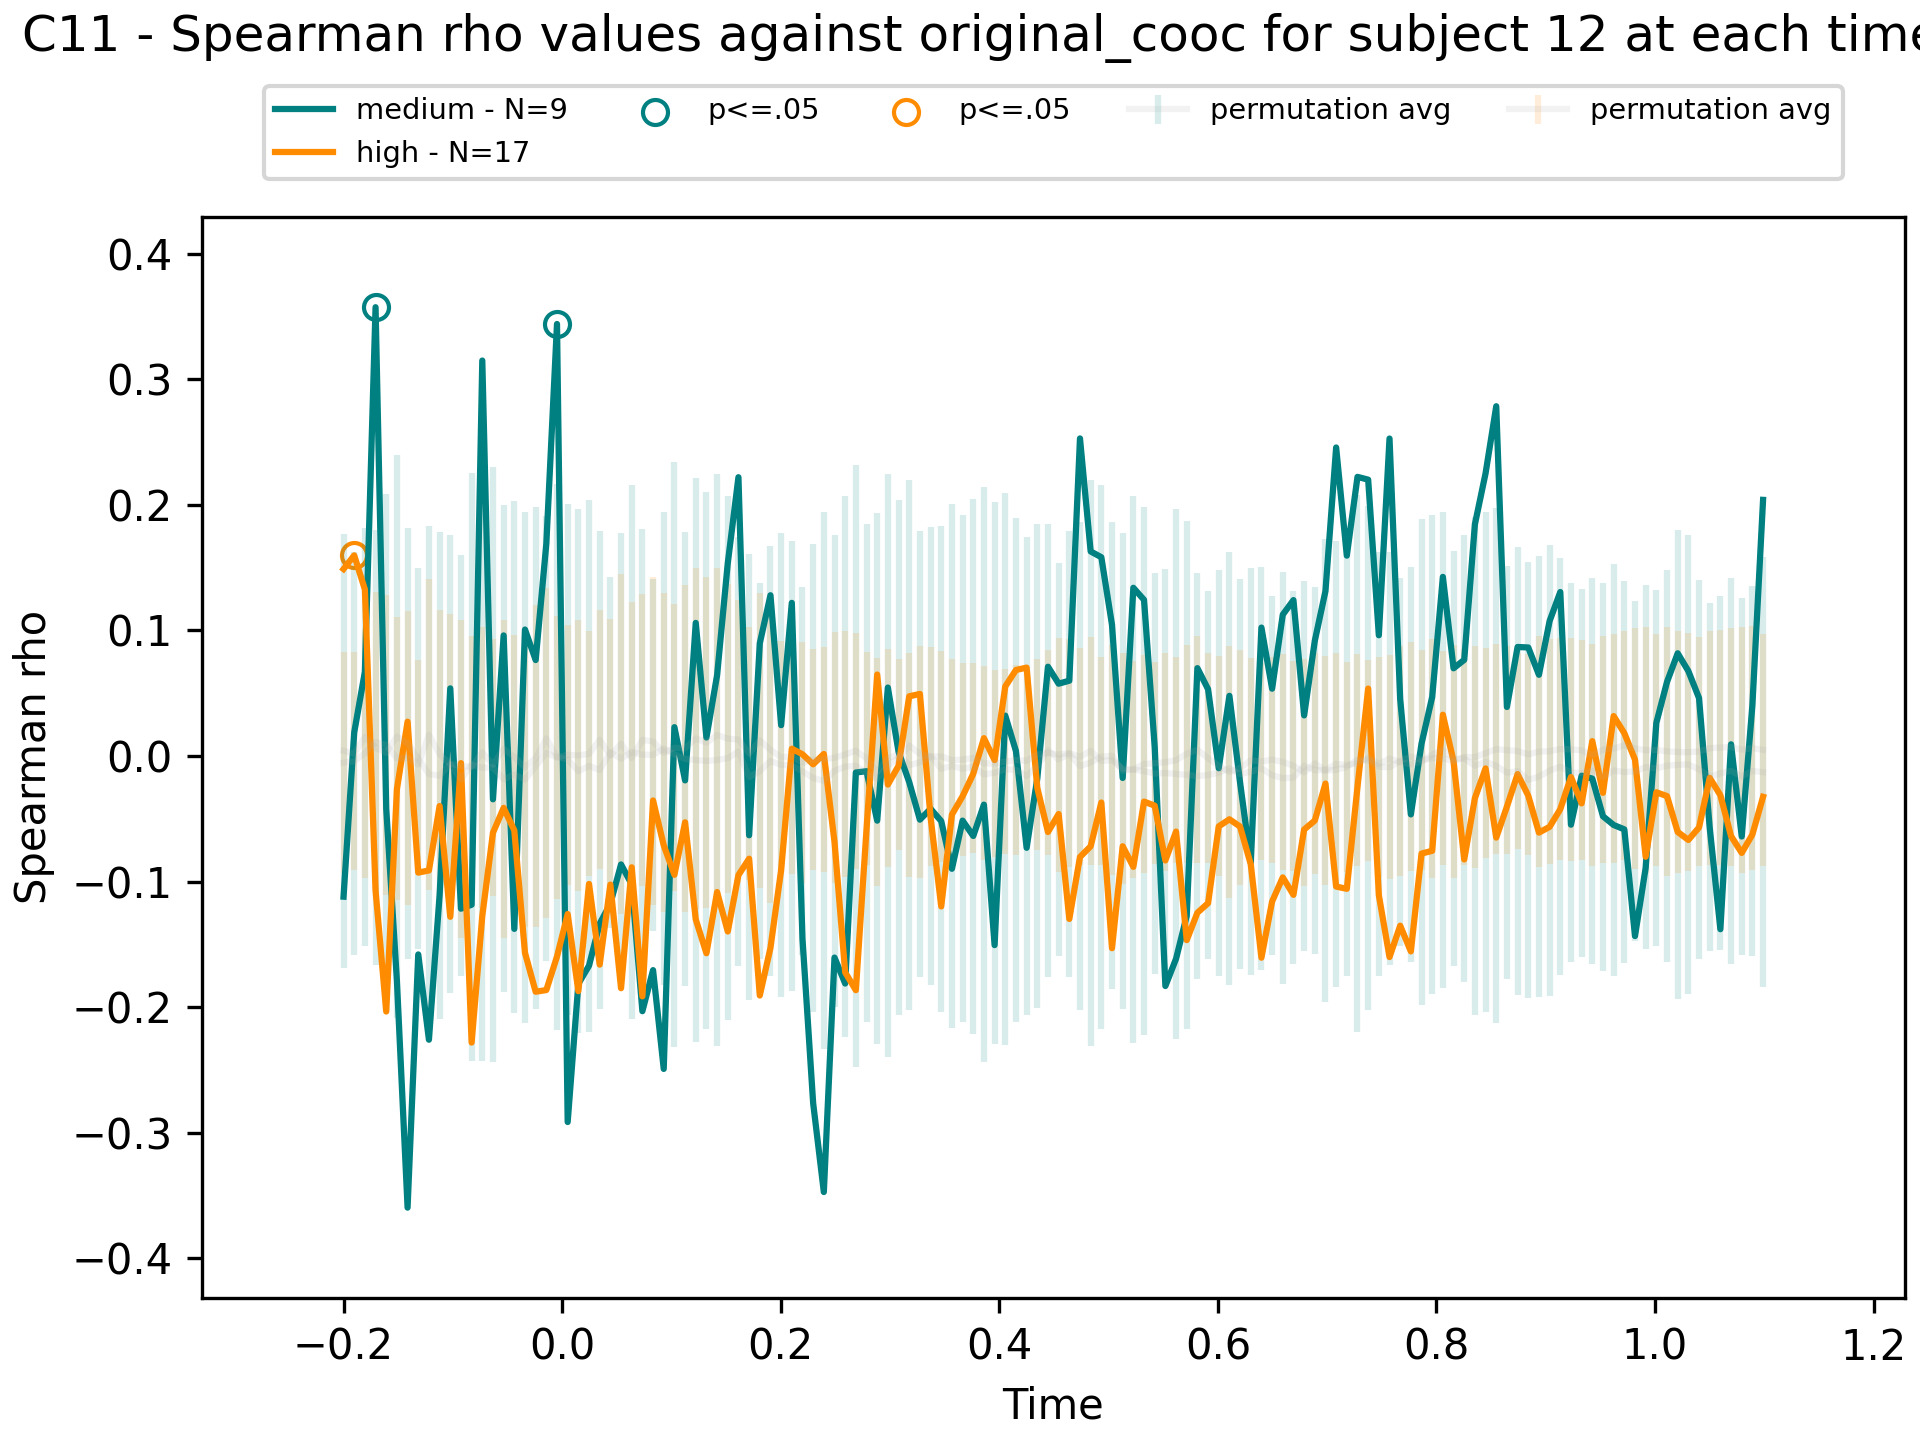 C11 - Spearman rho values against original_cooc for subject 12 at each time
medium - N=9
high - N=17
p<=.05
p<=.05
permutation avg
permutation avg
Spearman rho
0.4
0.3
0.2
0.1
0.0
−0.1
−0.2
−0.3
−0.4
−0.2
0.0
0.2
0.4
0.6
0.8
1.0
1.2
Time